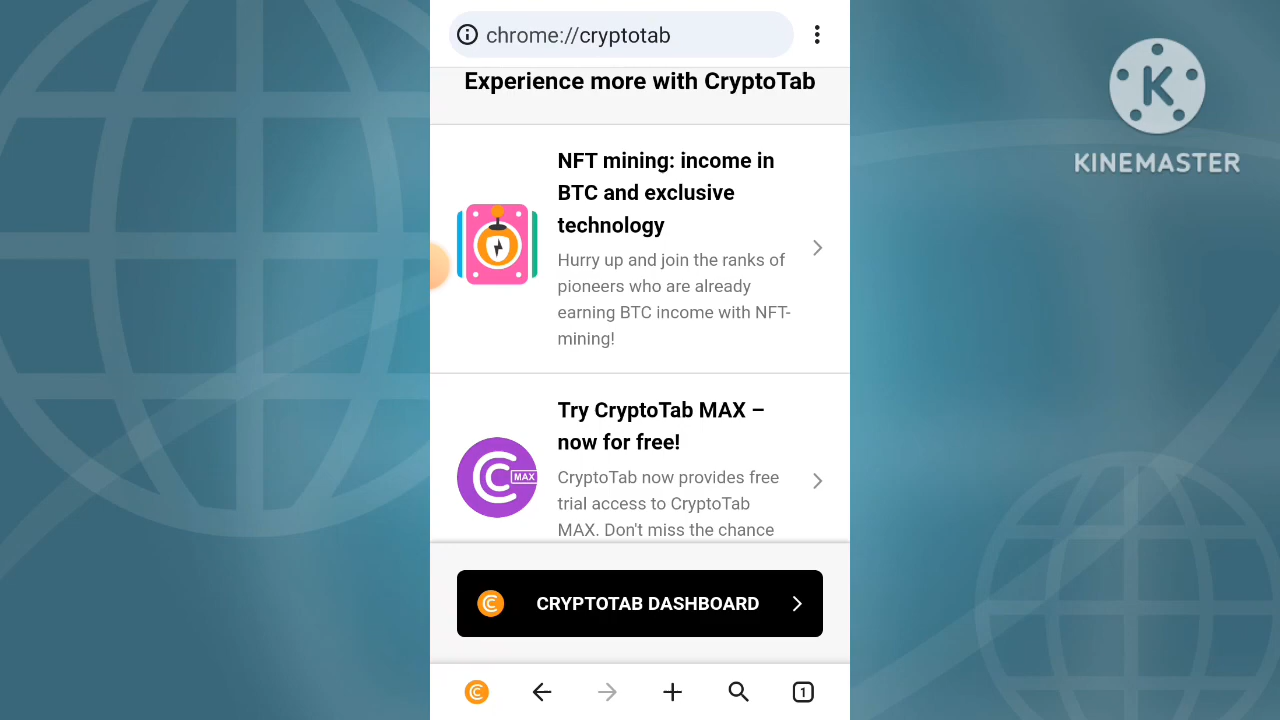 chrome://cryptotab
KINEMASTER
Experience more with CryptoTab
NFT mining: income in
BTC and exclusive
technology
Hurry up and join the ranks of
pioneers who are already
earning BTC income with NFT-
mining!
Try CryptoTab MAX –
now for free!
MAX
CryptoTab now provides free
trial access to CryptoTab
MAX. Don't miss the chance
CRYPTOTAB DASHBOARD
1